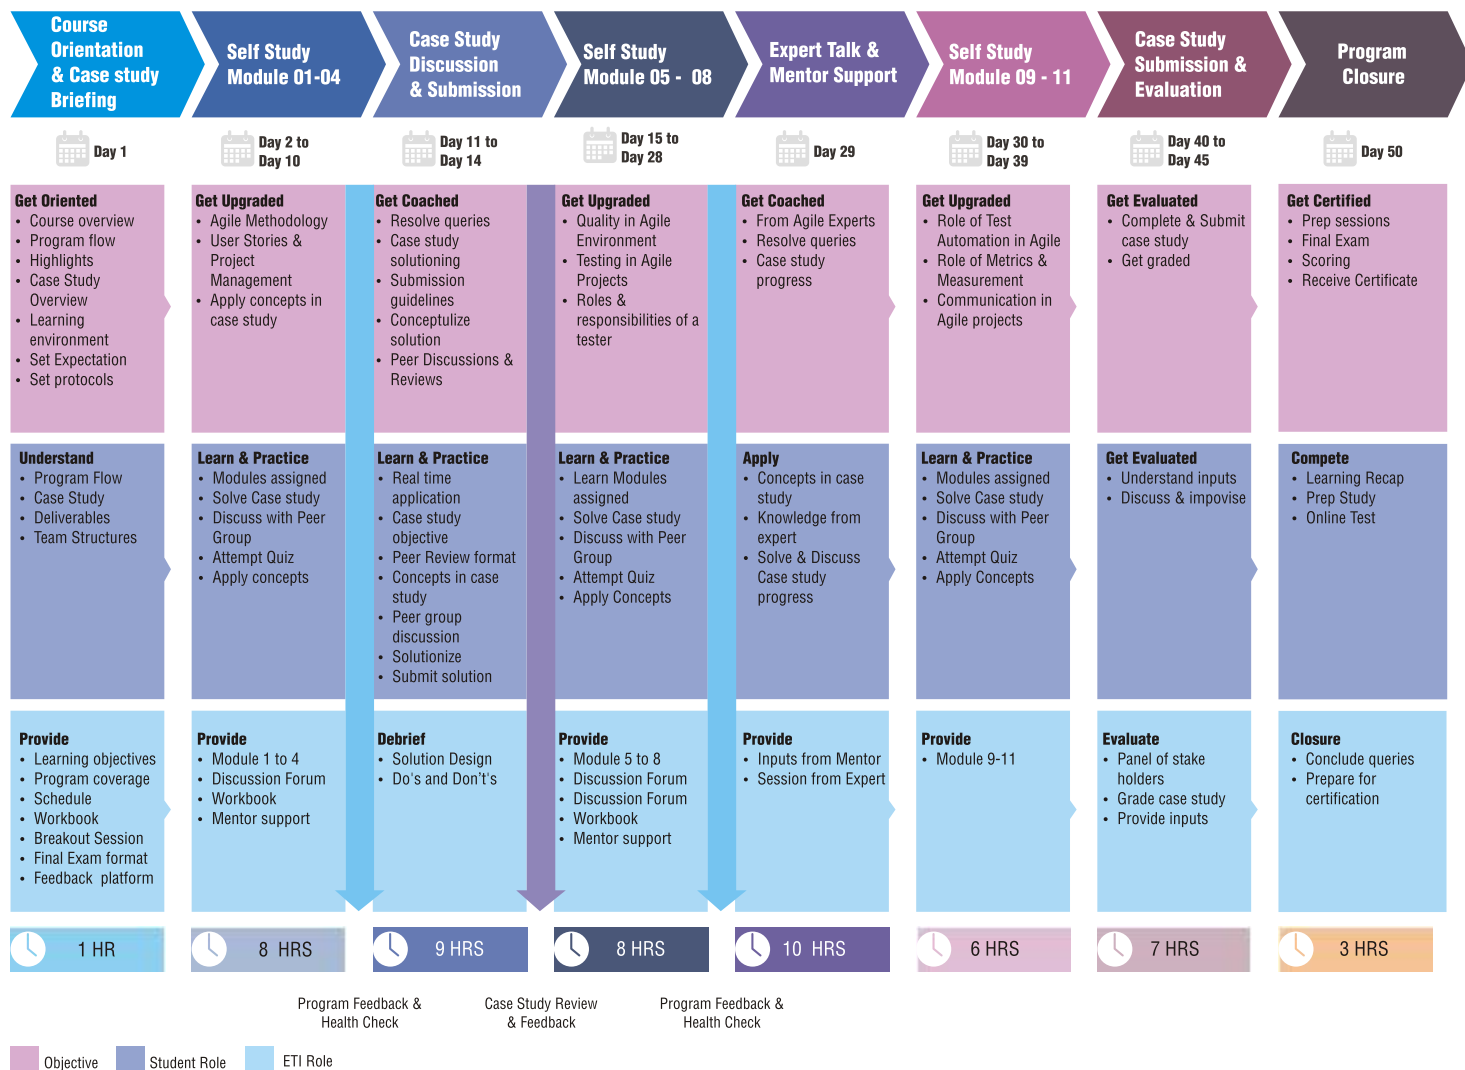 Course
Orientation
& Case study
Briefing
Self Study
Module 01-04
Case Study
Discussion
& Submission
Self Study
Module 05 - 08
Expert Talk &
Mentor Support
Self Study
Module 09 - 11
Case Study
Submission &
Evaluation
Program
Closure
Day 1
Day 2 to
Day 10
Day 11 to
Day 14
Day 15 to
Day 28
Day 29
Day 30 to
Day 39
Day 40 to
Day 45
Day 50
Get Oriented
• Course overview
• Program flow
• Highlights
• Case Study
Overview
• Learning
environment
• Set Expectation
• Set protocols
Get Upgraded
• Agile Methodology
• User Stories &
Project
Management
• Apply concepts in
case study
Get Coached
• Resolve queries
• Case study
solutioning
• Submission
guidelines
• Conceptulize
solution
• Peer Discussions &
Reviews
Get Upgraded
• Quality in Agile
Environment
• Testing in Agile
Projects
• Roles &
responsibilities of a
tester
Get Coached
• From Agile Experts
• Resolve queries
• Case study
progress
Get Upgraded
• Role of Test
Automation in Agile
• Role of Metrics &
Measurement
• Communication in
Agile projects
Get Evaluated
• Complete & Submit
case study
• Get graded
Get Certified
• Prep sessions
• Final Exam
• Scoring
• Receive Certificate
Understand
• Program Flow
• Case Study
• Deliverables
• Team Structures
Learn & Practice
• Modules assigned
• Solve Case study
• Discuss with Peer
Group
• Attempt Quiz
• Apply concepts
Learn & Practice
• Real time
application
• Case study
objective
• Peer Review format
• Concepts in case
study
• Peer group
discussion
• Solutionize
• Submit solution
Learn & Practice
• Learn Modules
assigned
• Solve Case study
• Discuss with Peer
Group
• Attempt Quiz
• Apply Concepts
Apply
• Concepts in case
study
• Knowledge from
expert
• Solve & Discuss
Case study
progress
Learn & Practice
• Modules assigned
• Solve Case study
• Discuss with Peer
Group
• Attempt Quiz
• Apply Concepts
Get Evaluated
• Understand inputs
• Discuss & impovise
Compete
• Learning Recap
• Prep Study
• Online Test
Provide
• Learning objectives
• Program coverage
• Schedule
• Workbook
• Breakout Session
• Final Exam format
• Feedback platform
Provide
• Module 1 to 4
• Discussion Forum
• Workbook
• Mentor support
Debrief
• Solution Design
• Do's and Don't's
Provide
• Module 5 to 8
• Discussion Forum
• Discussion Forum
• Workbook
• Mentor support
Provide
• Inputs from Mentor
• Session from Expert
Provide
• Module 9-11
Evaluate
• Panel of stake
holders
• Grade case study
• Provide inputs
Closure
• Conclude queries
• Prepare for
certification
1 HR
8 HRS
9 HRS
8 HRS
10 HRS
6 HRS
7 HRS
3 HRS
Program Feedback &
Health Check
Case Study Review
& Feedback
Program Feedback &
Health Check
Objective
Student Role
ETI Role